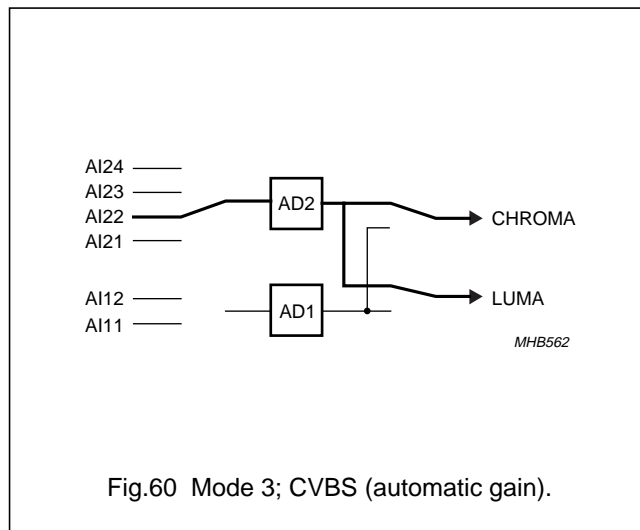 AI24
AI23
AI22
AI21
AI12
AI11
AD2
AD1
CHROMA
LUMA
MHB562
Fig.60 Mode 3; CVBS (automatic gain).